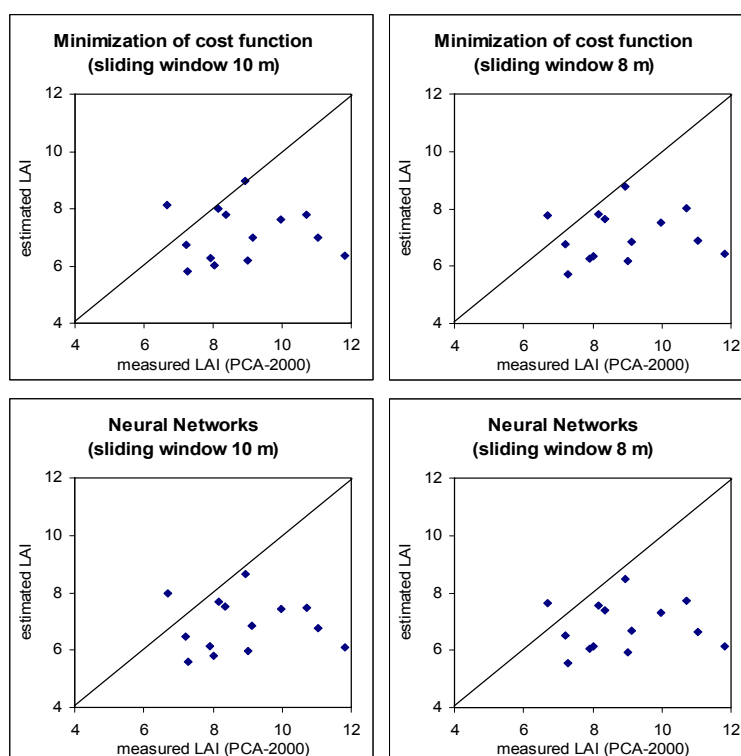 Minimization of cost function
(sliding window 10 m)
12
10
8
6
4
estimated LAI
4 6 8 10 12
measured LAI (PCA-2000)
Minimization of cost function
(sliding window 8 m)
12
10
8
6
4
estimated LAI
4 6 8 10 12
measured LAI (PCA-2000)
Neural Networks
(sliding window 10 m)
12
10
8
6
4
estimated LAI
4 6 8 10 12
measured LAI (PCA-2000)
Neural Networks
(sliding window 8 m)
12
10
8
6
4
estimated LAI
4 6 8 10 12
measured LAI (PCA-2000)